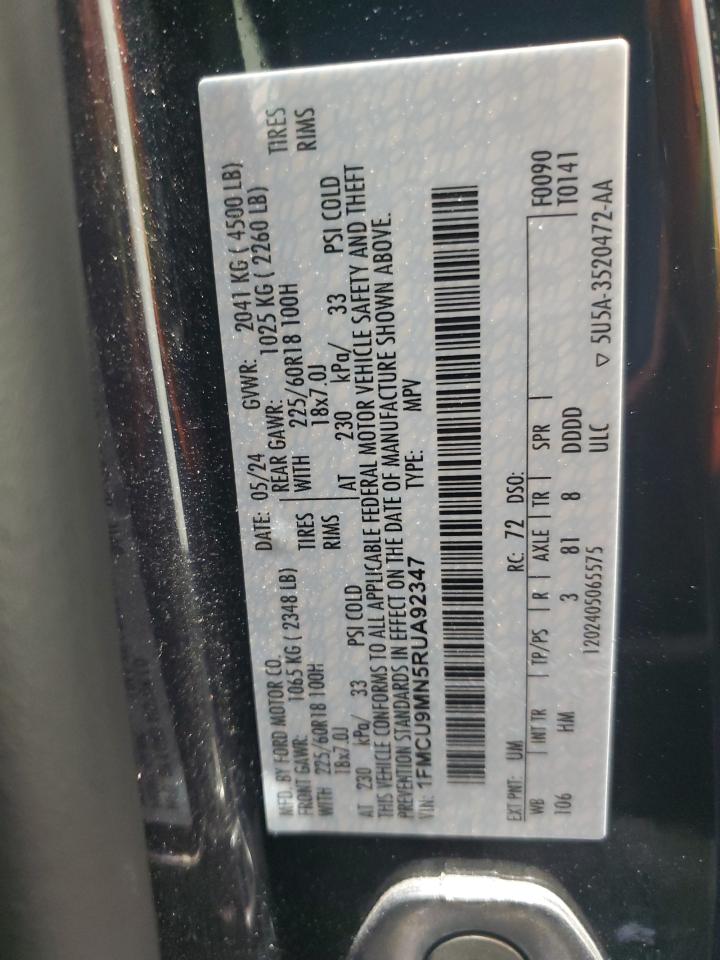 MFD. BY FORD MOTOR CO.
DATE: 05/24 GVWR: 2041 KG ( 4500 LB)
FRONT GAWR: 1065 KG ( 2348 LB) REAR GAWR: 1025 KG ( 2260 LB)
WITH 225/60R18 100H TIRES WITH 225/60R18 100H TIRES
18x7.0J RIMS 18x7.0J RIMS
AT 230 kPa/ 33 PSI COLD AT 230 kPa/ 33 PSI COLD
THIS VEHICLE CONFORMS TO ALL APPLICABLE FEDERAL MOTOR VEHICLE SAFETY AND THEFT
PREVENTION STANDARDS IN EFFECT ON THE DATE OF MANUFACTURE SHOWN ABOVE.
VIN: 1FMCU9MN5RUA92347 TYPE: MPV
EXT PNT: UM RC: 72 DSO: F0090
WB INT TR TP/PS R AXLE TR SPR T0141
106 HM 3 81 8 DDDD
1202405065575 ULC ▽ 5U5A-3520472-AA